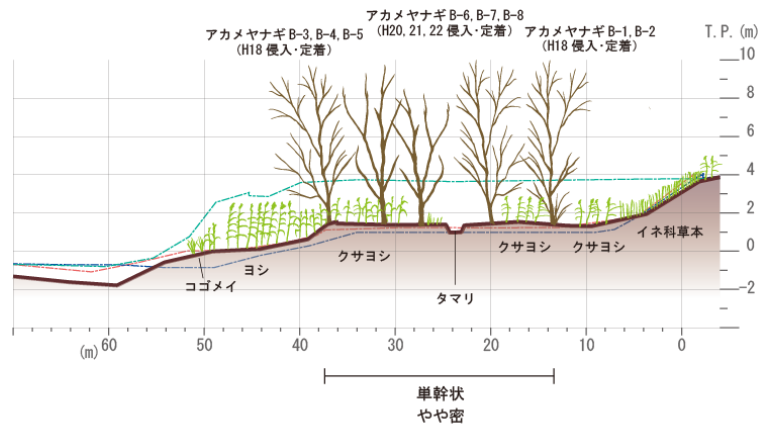 アカメヤナギ B-3, B-4, B-5
（H18 侵入・定着）
アカメヤナギ B-6, B-7, B-8
（H20, 21, 22 侵入・定着）
アカメヤナギ B-1, B-2
（H18 侵入・定着）
T.P. (m)
10
8
6
4
2
0
-2
コゴメイ
ヨシ
クサヨシ
タマリ
クサヨシ
クサヨシ
イネ科草本
(m)
60
50
40
30
20
10
0
単幹状
やや密